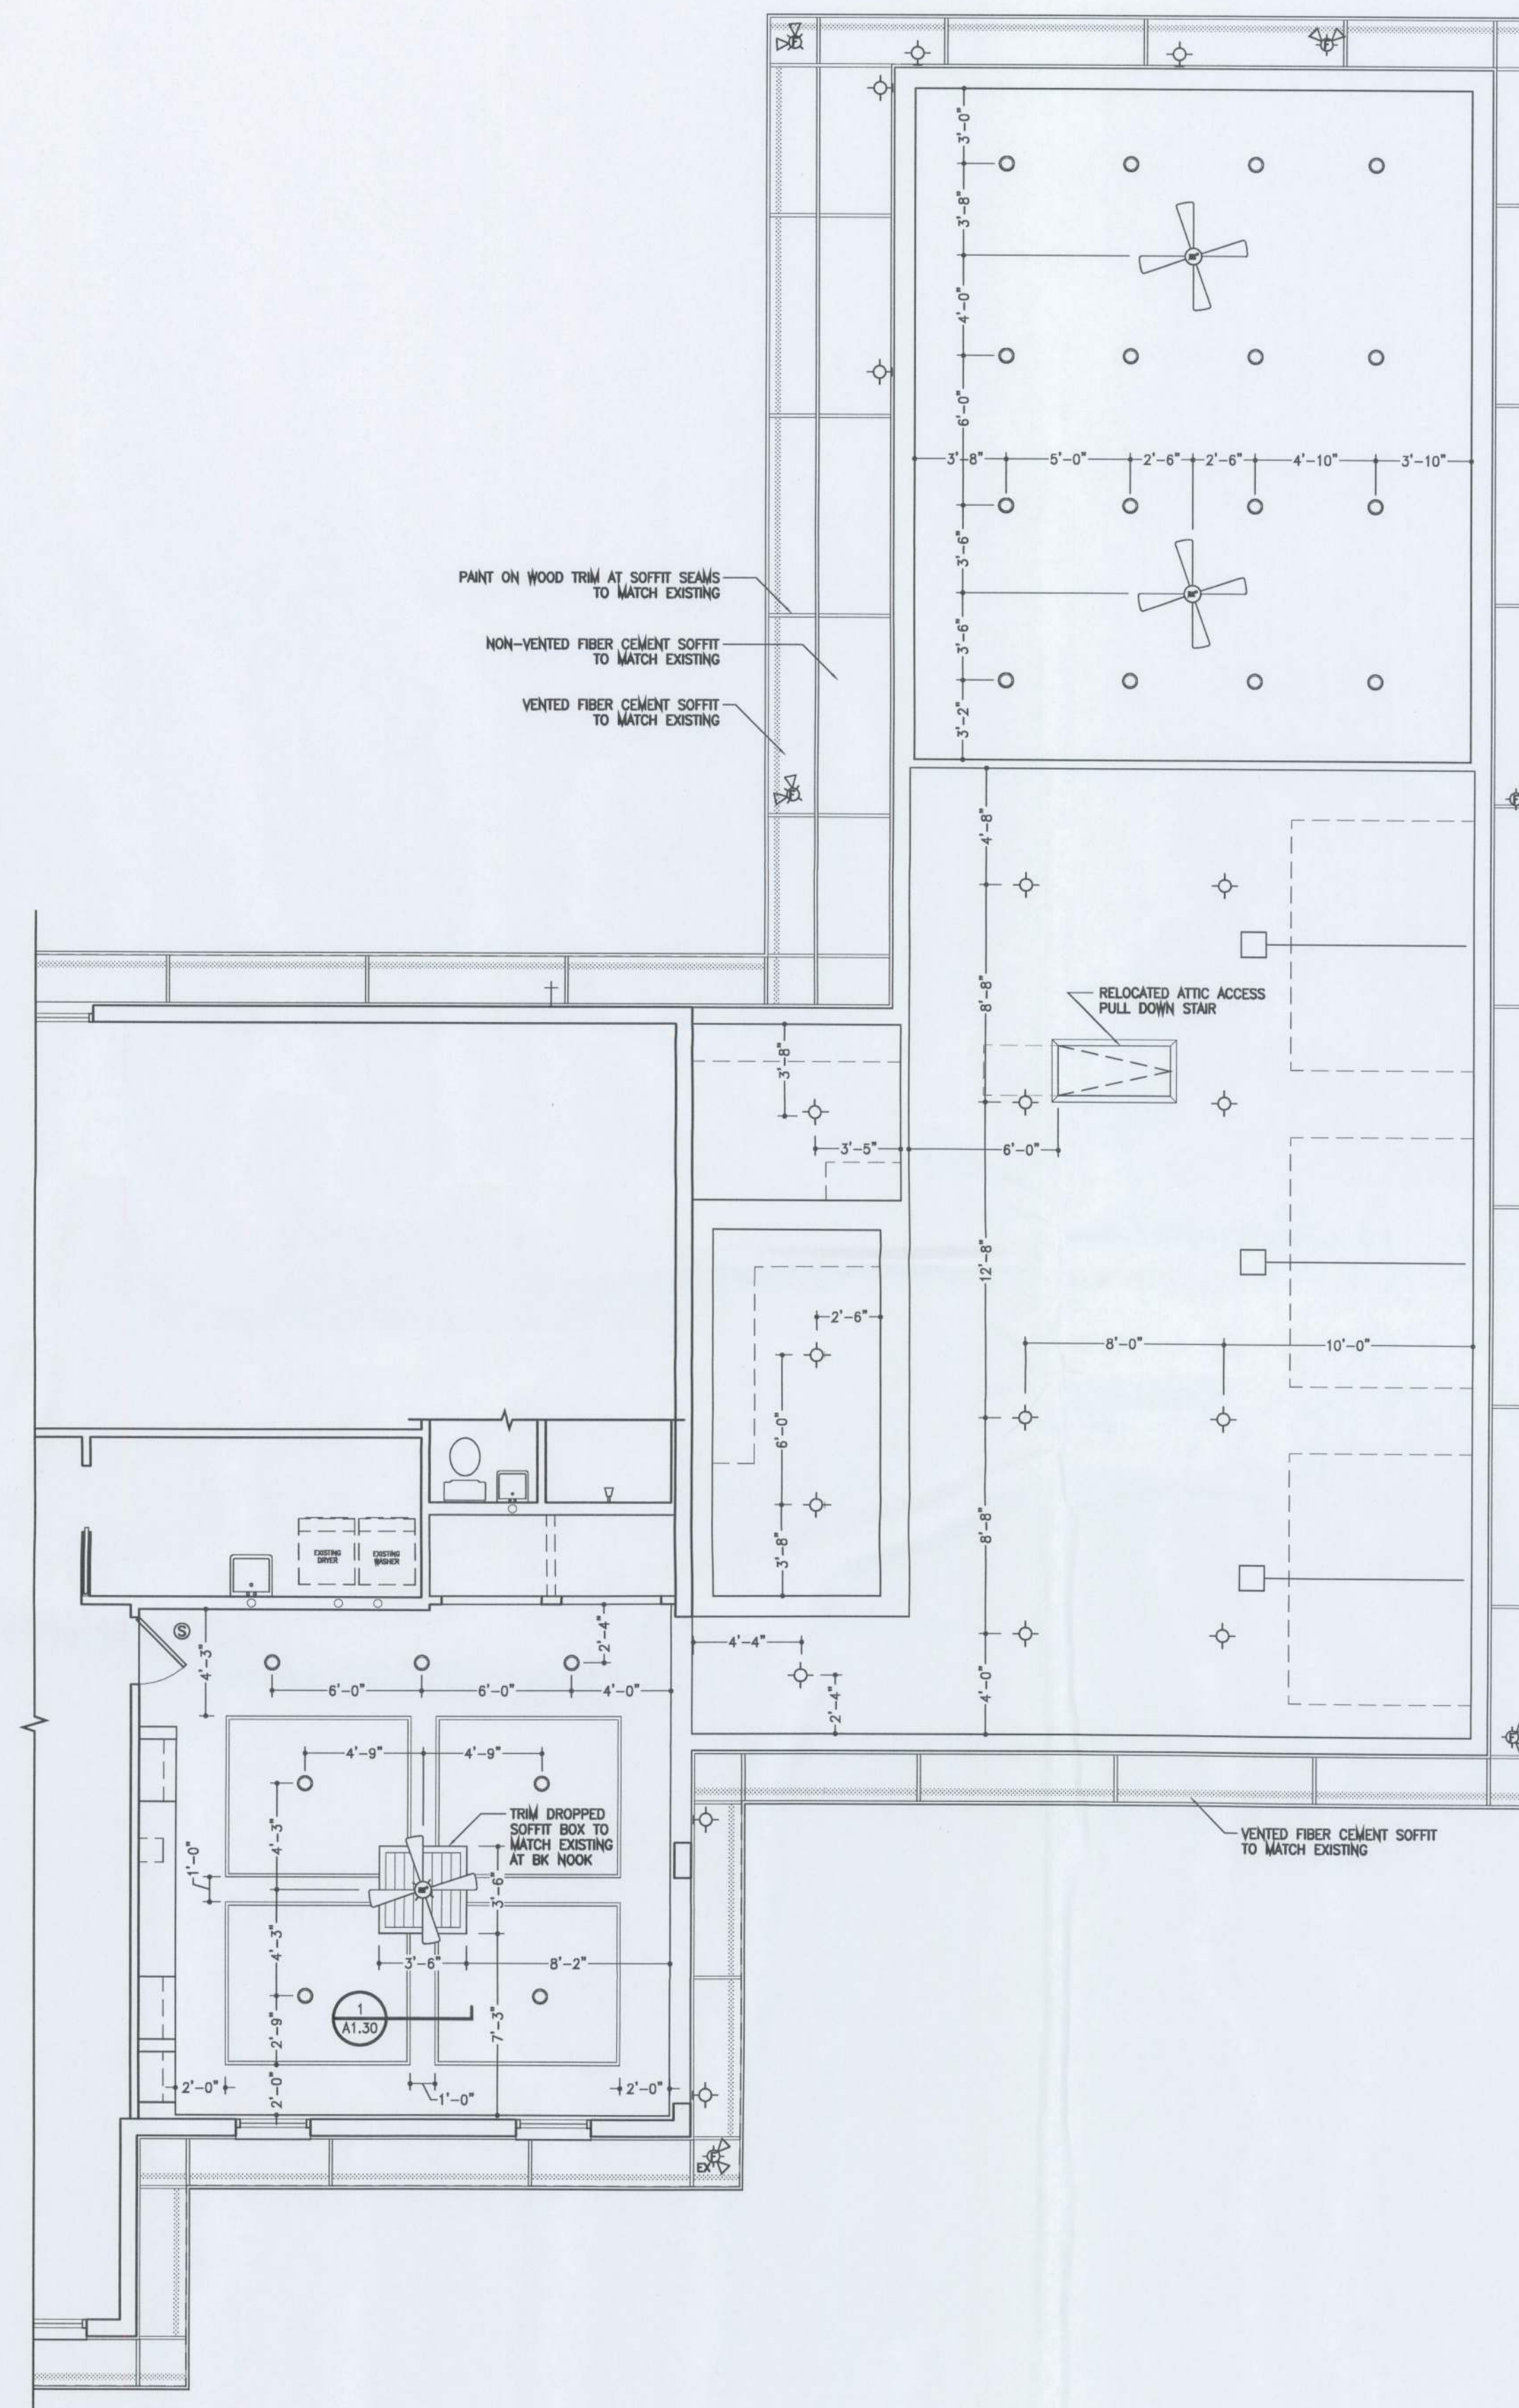 3'-0"
3'-8"
4'-0"
6'-0"
3'-8"
5'-0"
2'-6"
2'-6"
4'-10"
3'-10"
3'-6"
3'-6"
3'-2"
PAINT ON WOOD TRIM AT SOFFIT SEAMS
TO MATCH EXISTING
NON-VENTED FIBER CEMENT SOFFIT
TO MATCH EXISTING
VENTED FIBER CEMENT SOFFIT
TO MATCH EXISTING
4'-8"
8'-8"
RELOCATED ATTIC ACCESS
PULL DOWN STAIR
3'-8"
3'-5"
6'-0"
12'-8"
2'-6"
8'-0"
10'-0"
6'-0"
3'-8"
8'-8"
4'-0"
EXISTING
DRYER
EXISTING
WASHER
S
4'-3"
2'-4"
6'-0"
6'-0"
4'-0"
4'-4"
2'-4"
4'-9"
4'-9"
TRIM DROPPED
SOFFIT BOX TO
MATCH EXISTING
AT BK NOOK
4'-3"
1'-0"
3'-6"
4'-3"
3'-6"
8'-2"
1
A1.30
2'-9"
7'-3"
2'-0"
2'-0"
1'-0"
2'-0"
EX
F
VENTED FIBER CEMENT SOFFIT
TO MATCH EXISTING